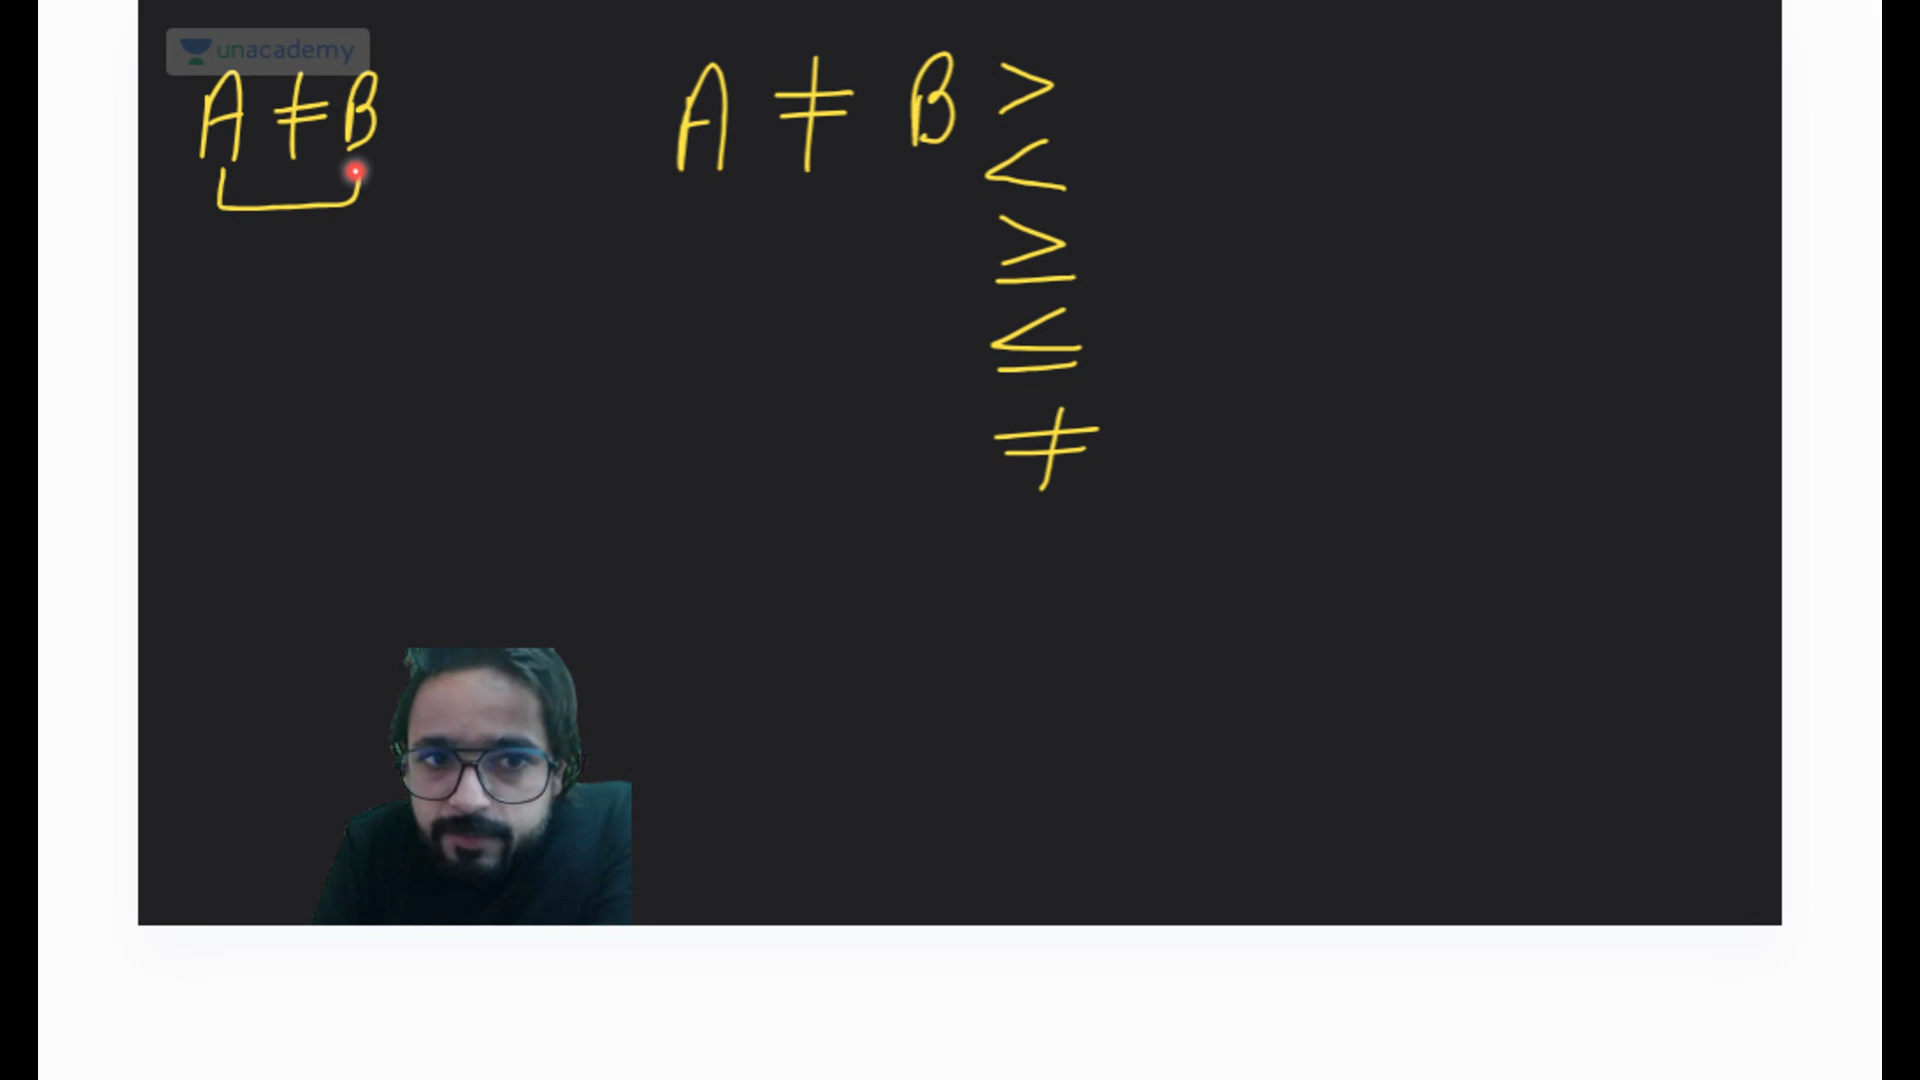 unacademy
A ≠ B
A ≠ B >
<
≥
≤
≠